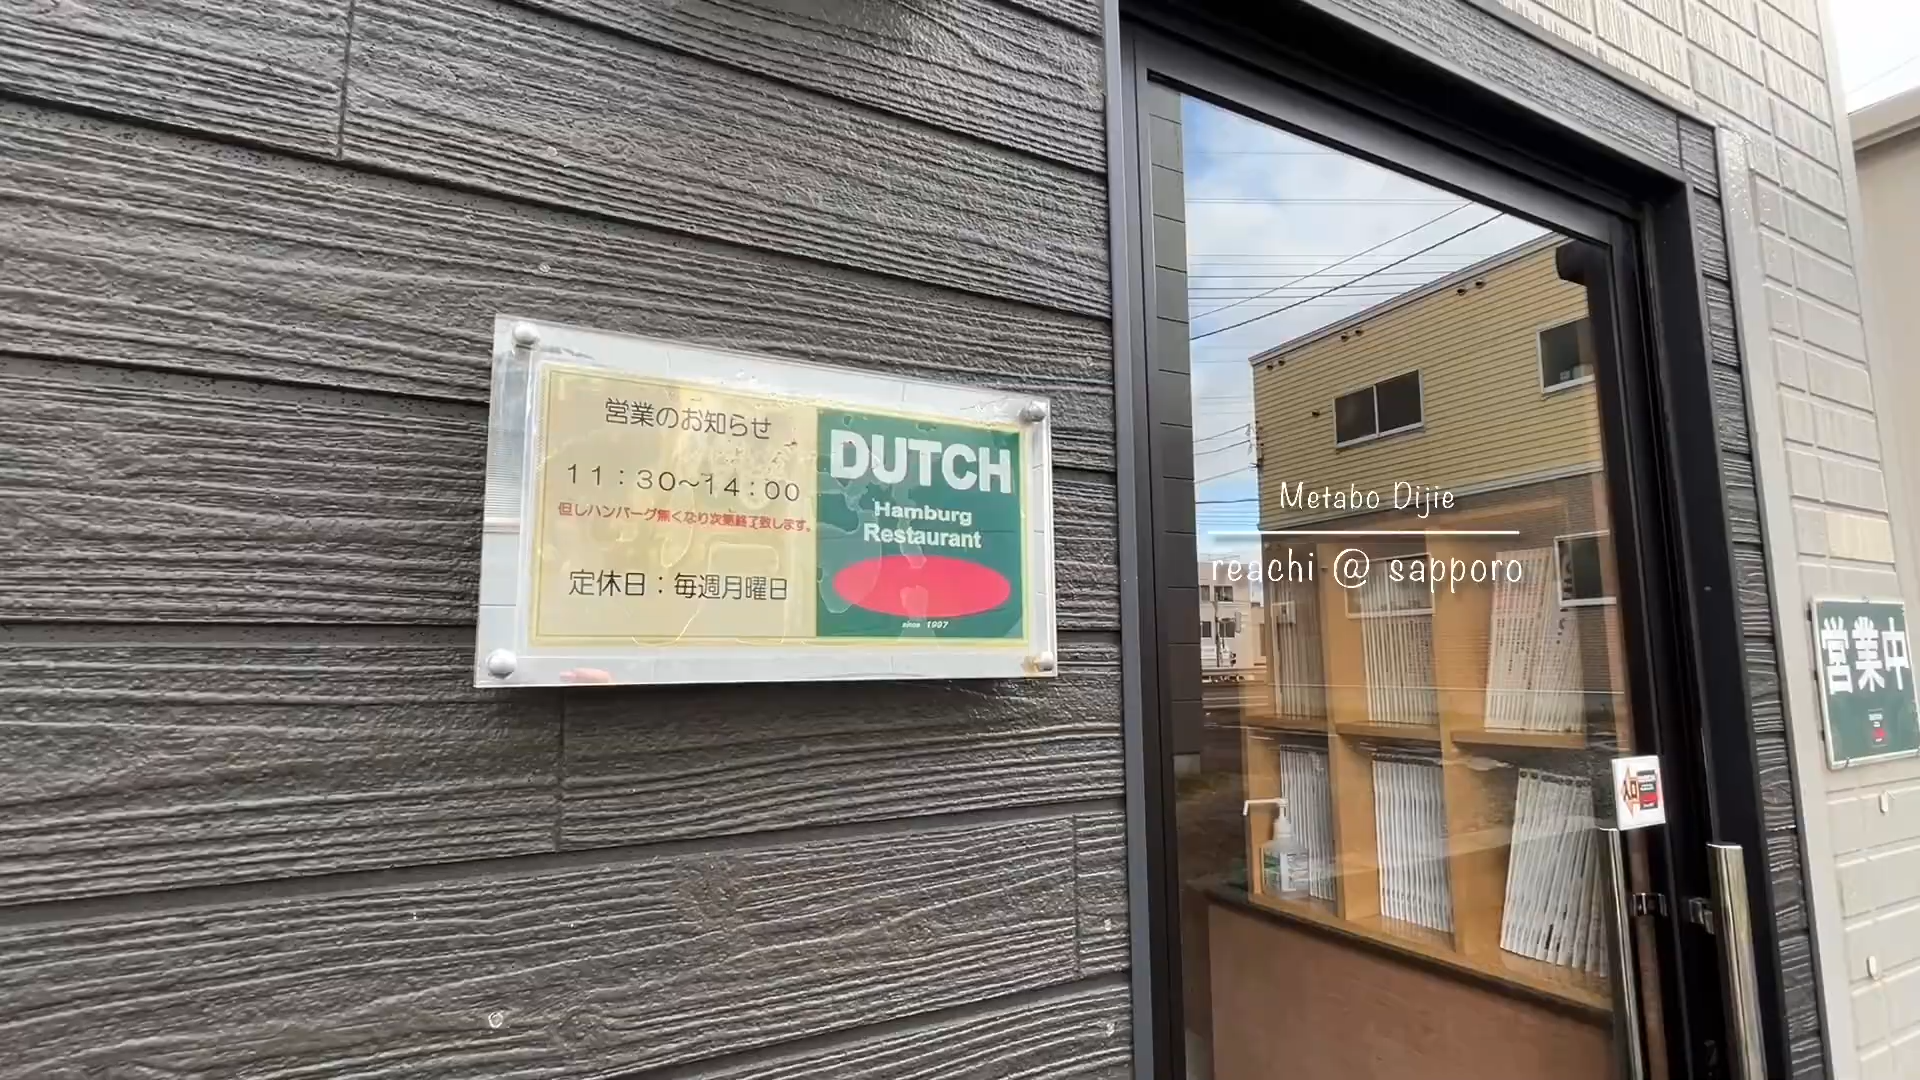 営業のお知らせ
11:30~14:00
但しハンバーグ無くなり次第終了致します。
定休日：毎週月曜日
DUTCH
Hamburg
Restaurant
since 1997
Metabo Dijie
reachi @ sapporo
営業中
入口